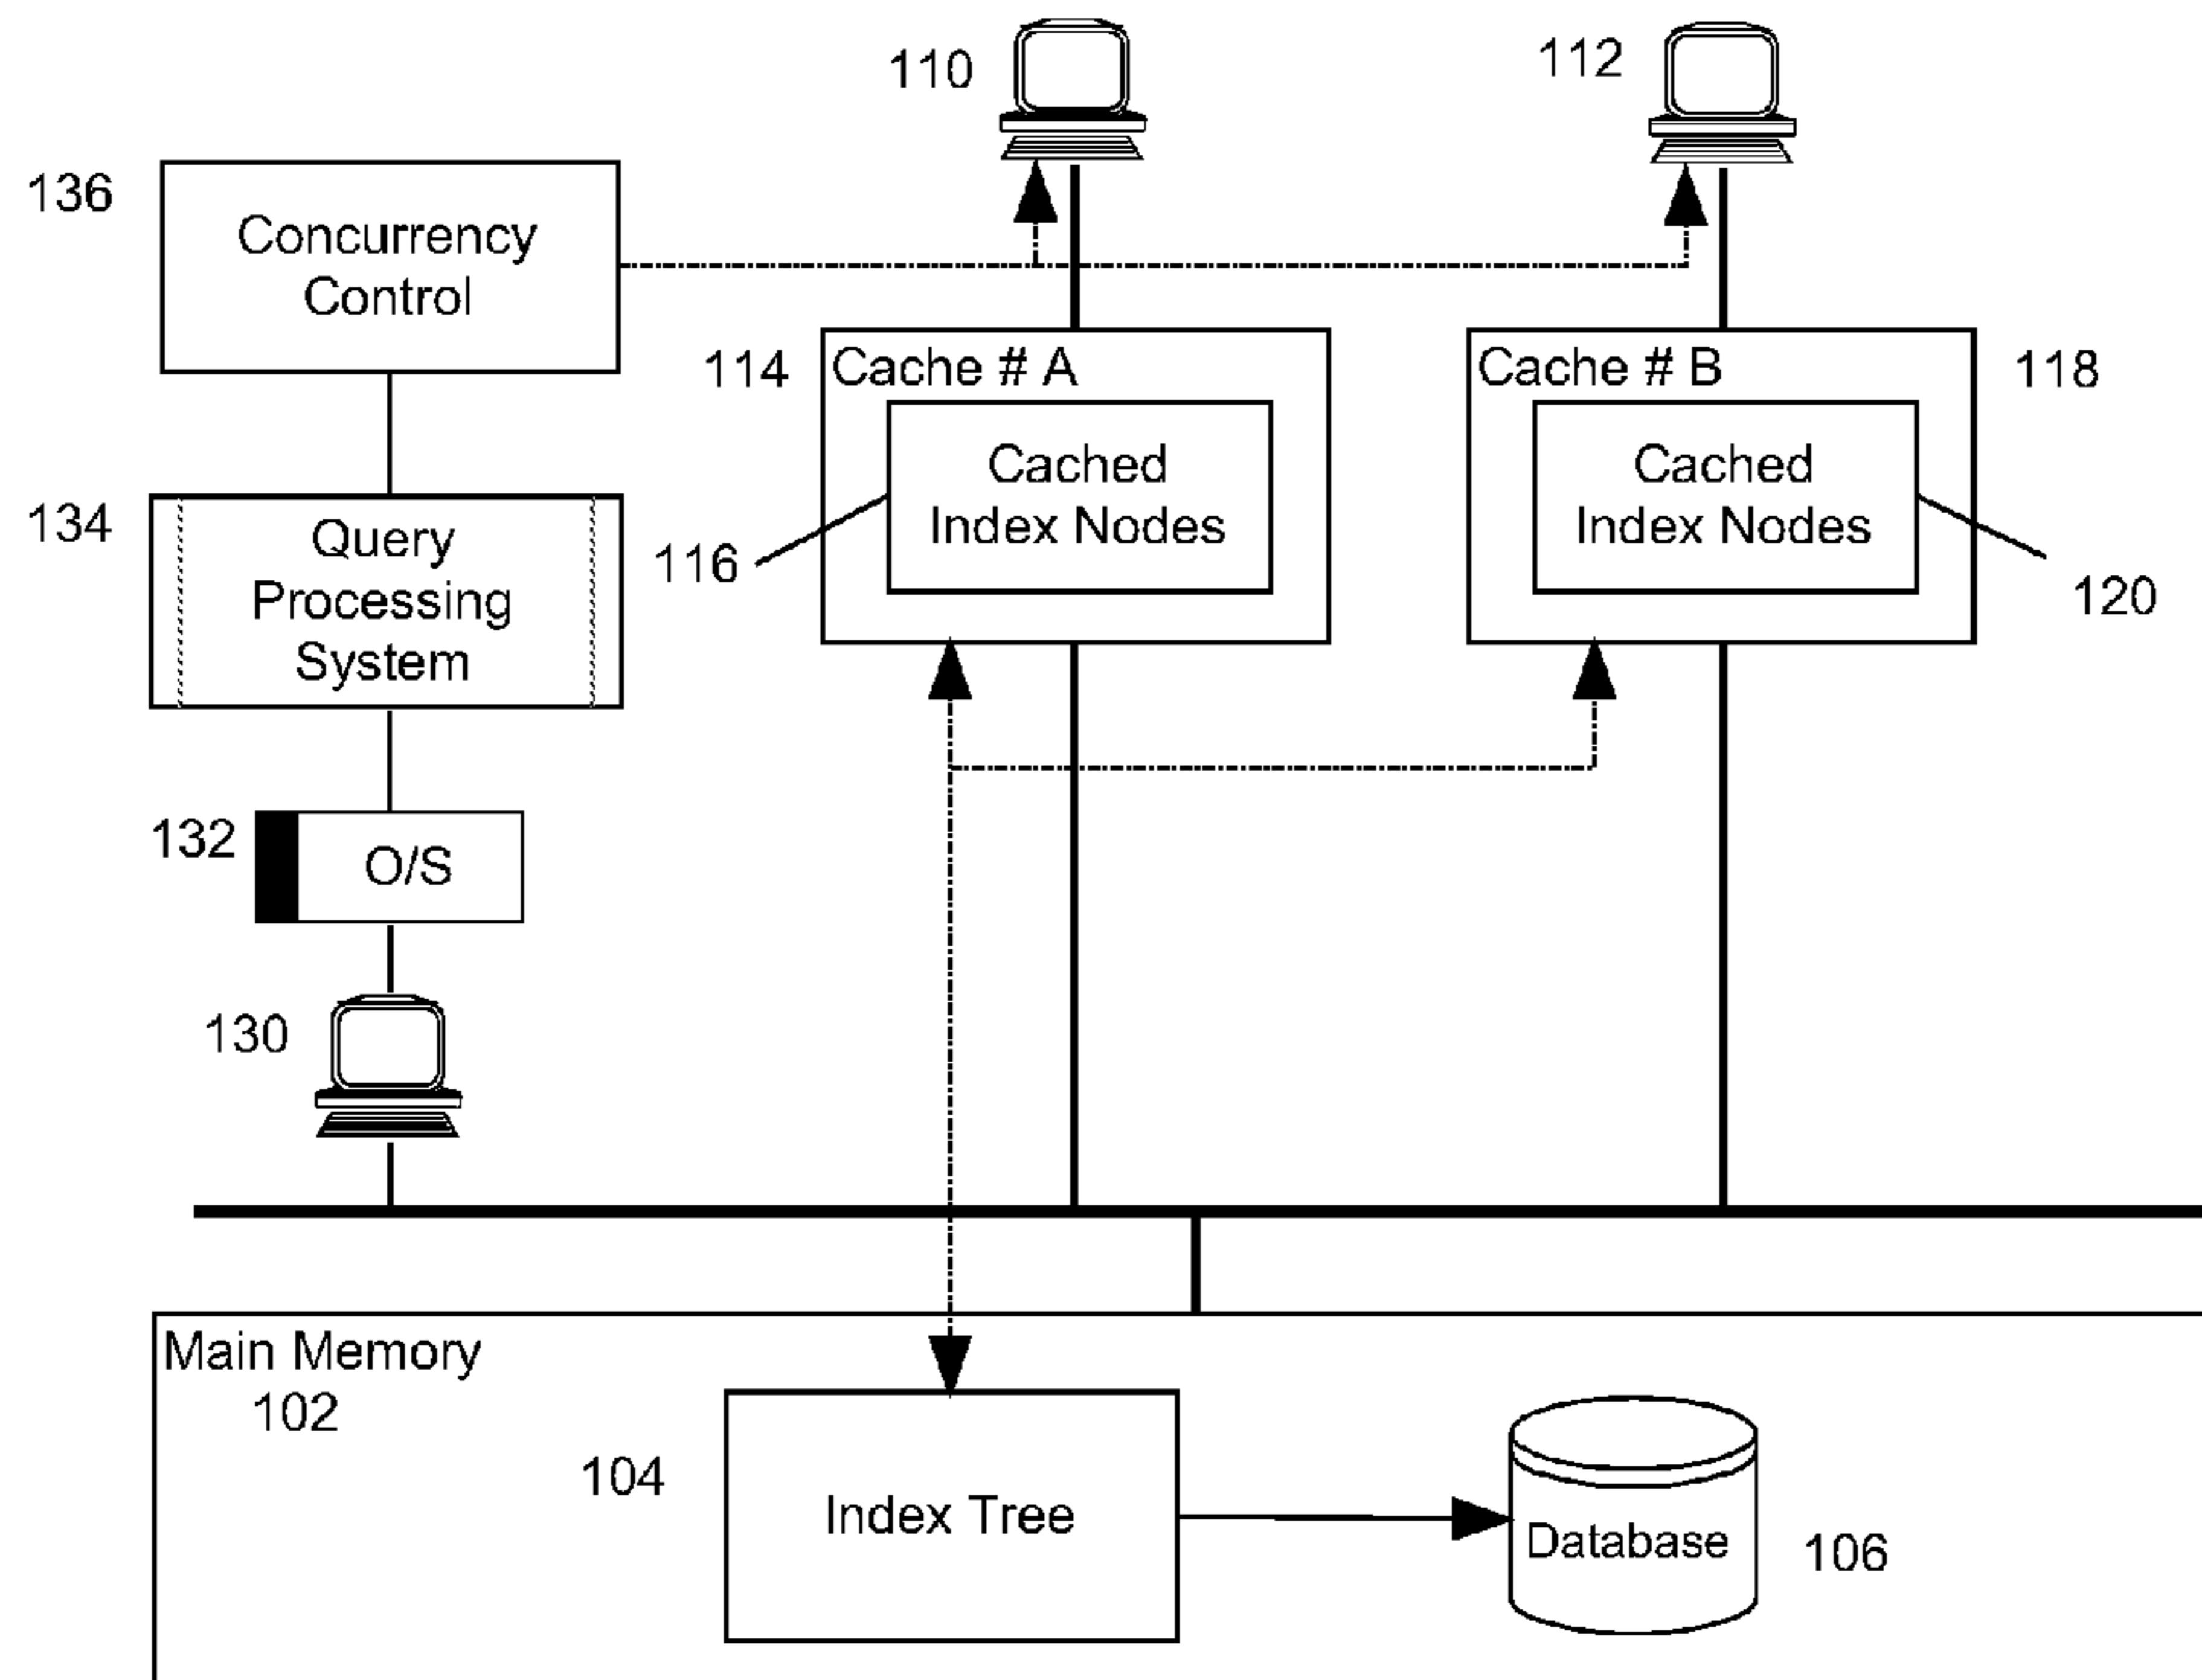 110
112
136
Concurrency
Control
114
Cache # A
Cache # B
118
Cached
Index Nodes
Cached
Index Nodes
134
Query
Processing
System
116
120
132
O/S
130
Main Memory
102
104
Index Tree
Database
106